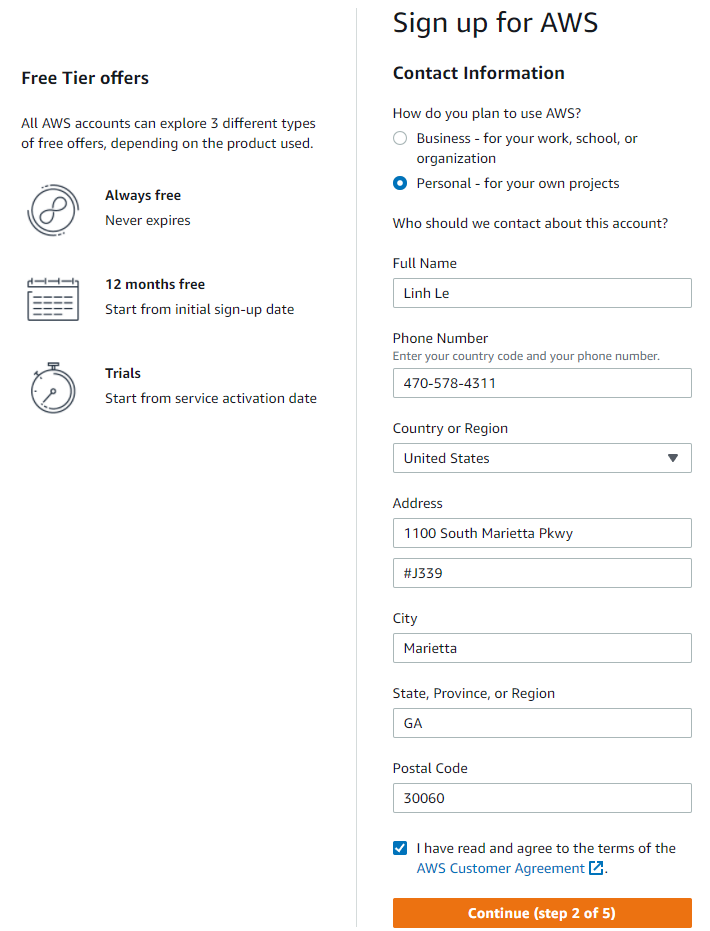 Free Tier offers
All AWS accounts can explore 3 different types
of free offers, depending on the product used.
Always free
Never expires
12 months free
Start from initial sign-up date
Trials
Start from service activation date
Sign up for AWS
Contact Information
How do you plan to use AWS?
Business - for your work, school, or
organization
Personal - for your own projects
Who should we contact about this account?
Full Name
Linh Le
Phone Number
Enter your country code and your phone number.
470-578-4311
Country or Region
United States
Address
1100 South Marietta Pkwy
#J339
City
Marietta
State, Province, or Region
GA
Postal Code
30060
I have read and agree to the terms of the
AWS Customer Agreement.
Continue (step 2 of 5)